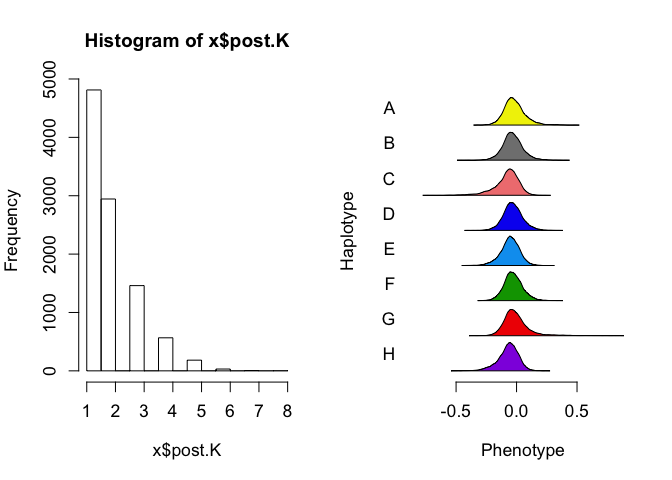 Histogram of x$post.K
Frequency
0
1000
2000
3000
4000
5000
1 2 3 4 5 6 7 8
x$post.K
Haplotype
A
B
C
D
E
F
G
H
-0.5 0.0 0.5
Phenotype